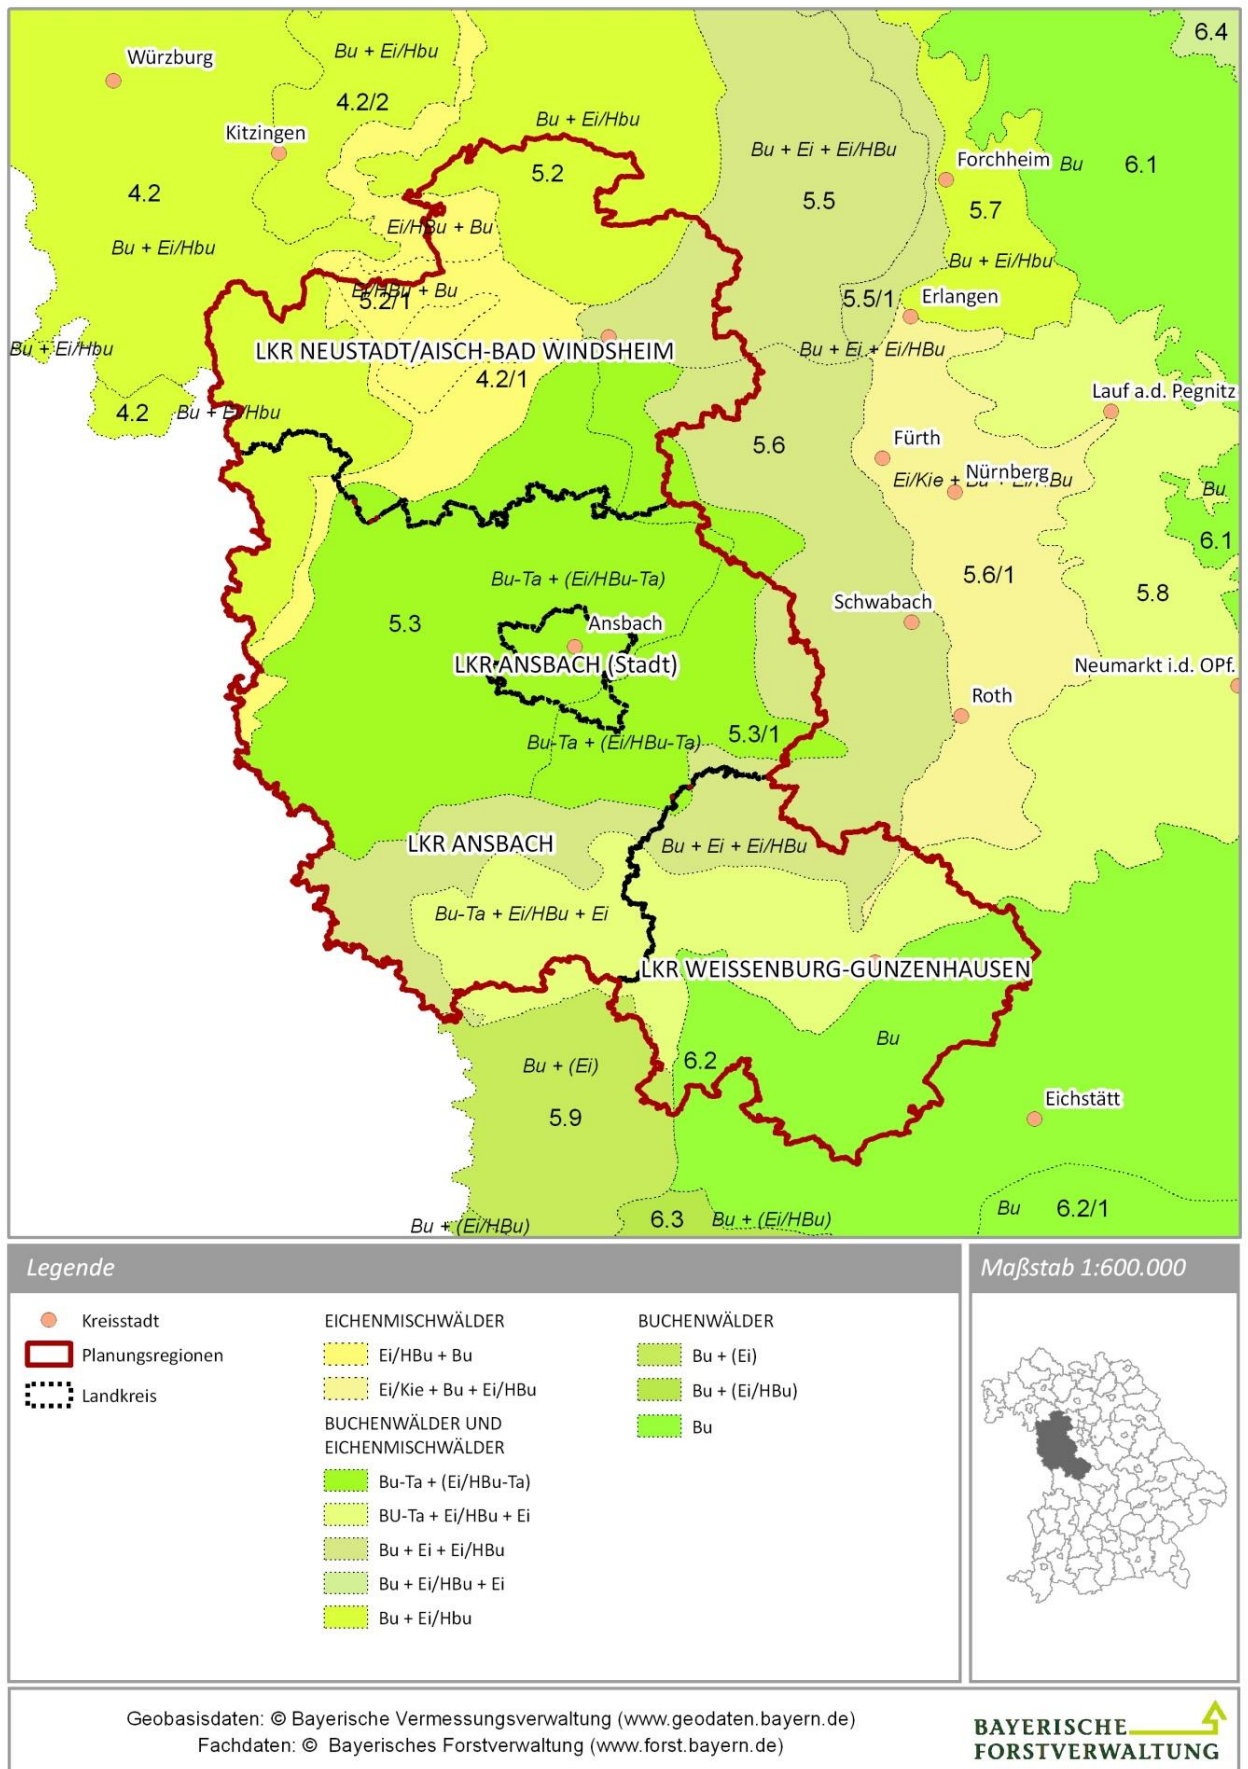 6.4
Würzburg
Bu + Ei/Hbu
4.2/2
Kitzingen
Bu + Ei/Hbu
5.2
Bu + Ei + Ei/HBu
Forchheim
Bu
6.1
4.2
5.5
5.7
Ei/HBu + Bu
Bu + Ei/Hbu
Bu + Ei/Hbu
Ei/HBu + Bu
5.2/1
5.5/1
Erlangen
Bu + Ei/Hbu
LKR NEUSTADT/AISCH-BAD WINDSHEIM
Bu + Ei + Ei/HBu
4.2/1
Lauf a.d. Pegnitz
4.2
Bu + Ei/Hbu
5.6
Fürth
Nürnberg
Ei/Kie + Bu + Ei/HBu
Bu
6.1
Bu-Ta + (Ei/HBu-Ta)
5.6/1
5.8
5.3
Ansbach
Schwabach
LKR ANSBACH (Stadt)
Neumarkt i.d. OPf.
Roth
Bu-Ta + (Ei/HBu-Ta)
5.3/1
LKR ANSBACH
Bu + Ei + Ei/HBu
Bu-Ta + Ei/HBu + Ei
LKR WEISSENBURG-GUNZENHAUSEN
Bu
6.2
Bu + (Ei)
5.9
Eichstätt
Bu + (Ei/HBu)
6.3
Bu + (Ei/HBu)
Bu
6.2/1
Legende
Kreisstadt
Planungsregionen
Landkreis
EICHENMISCHWÄLDER
Ei/HBu + Bu
Ei/Kie + Bu + Ei/HBu
BUCHENWÄLDER UND
EICHENMISCHWÄLDER
Bu-Ta + (Ei/HBu-Ta)
BU-Ta + Ei/HBu + Ei
Bu + Ei + Ei/HBu
Bu + Ei/HBu + Ei
Bu + Ei/Hbu
BUCHENWÄLDER
Bu + (Ei)
Bu + (Ei/HBu)
Bu
Maßstab 1:600.000
Geobasisdaten: © Bayerische Vermessungsverwaltung (www.geodaten.bayern.de)
Fachdaten: © Bayerisches Forstverwaltung (www.forst.bayern.de)
BAYERISCHE
FORSTVERWALTUNG